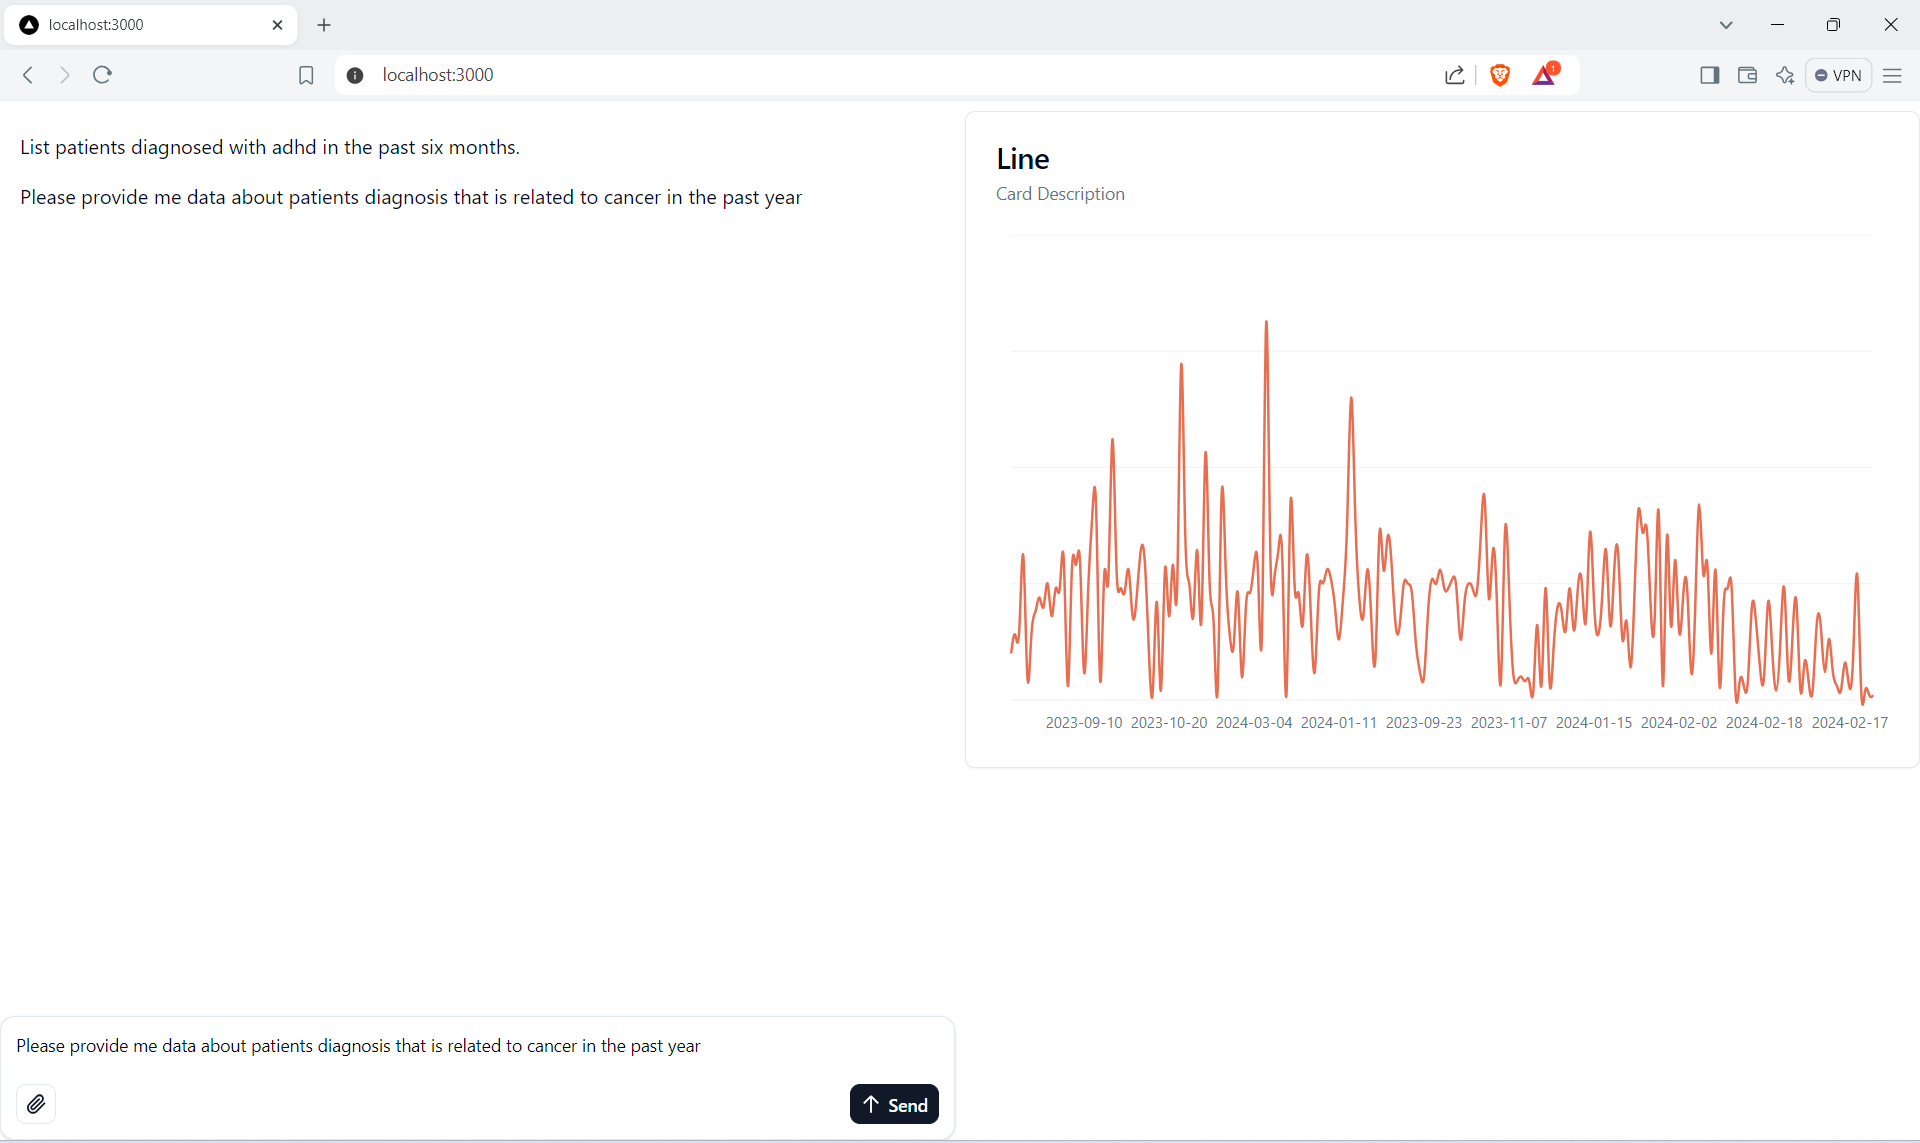 localhost:3000
localhost:3000
1
VPN
List patients diagnosed with adhd in the past six months.
Please provide me data about patients diagnosis that is related to cancer in the past year
Line
Card Description
2023-09-10 2023-10-20 2024-03-04 2024-01-11 2023-09-23 2023-11-07 2024-01-15 2024-02-02 2024-02-18 2024-02-17
Please provide me data about patients diagnosis that is related to cancer in the past year
Send